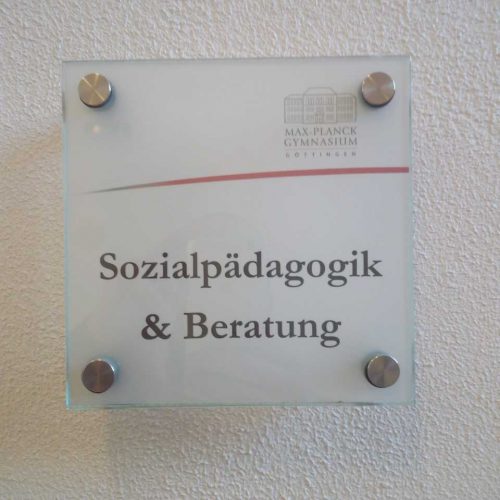 MAX-PLANCK
GYMNASIUM
GÖTTINGEN
Sozialpädagogik
& Beratung